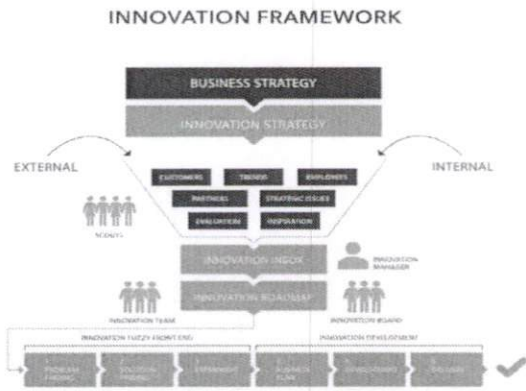 INNOVATION FRAMEWORK
BUSINESS STRATEGY
INNOVATION STRATEGY
EXTERNAL
INTERNAL
CUSTOMERS TRENDS EMPLOYEES
PARTNERS STRATEGIC ISSUES
EVALUATION INSPIRATION
SCOUTS
INNOVATION INBOX
INNOVATION
MANAGER
INNOVATION ROADMAP
INNOVATION TEAM
INNOVATION BOARD
INNOVATION FUZZY FRONT END
INNOVATION DEVELOPMENT
PROBLEM
FINDING
SOLUTION
FINDING
EXPERIMENT
BUSINESS
PLAN
DELIVERY